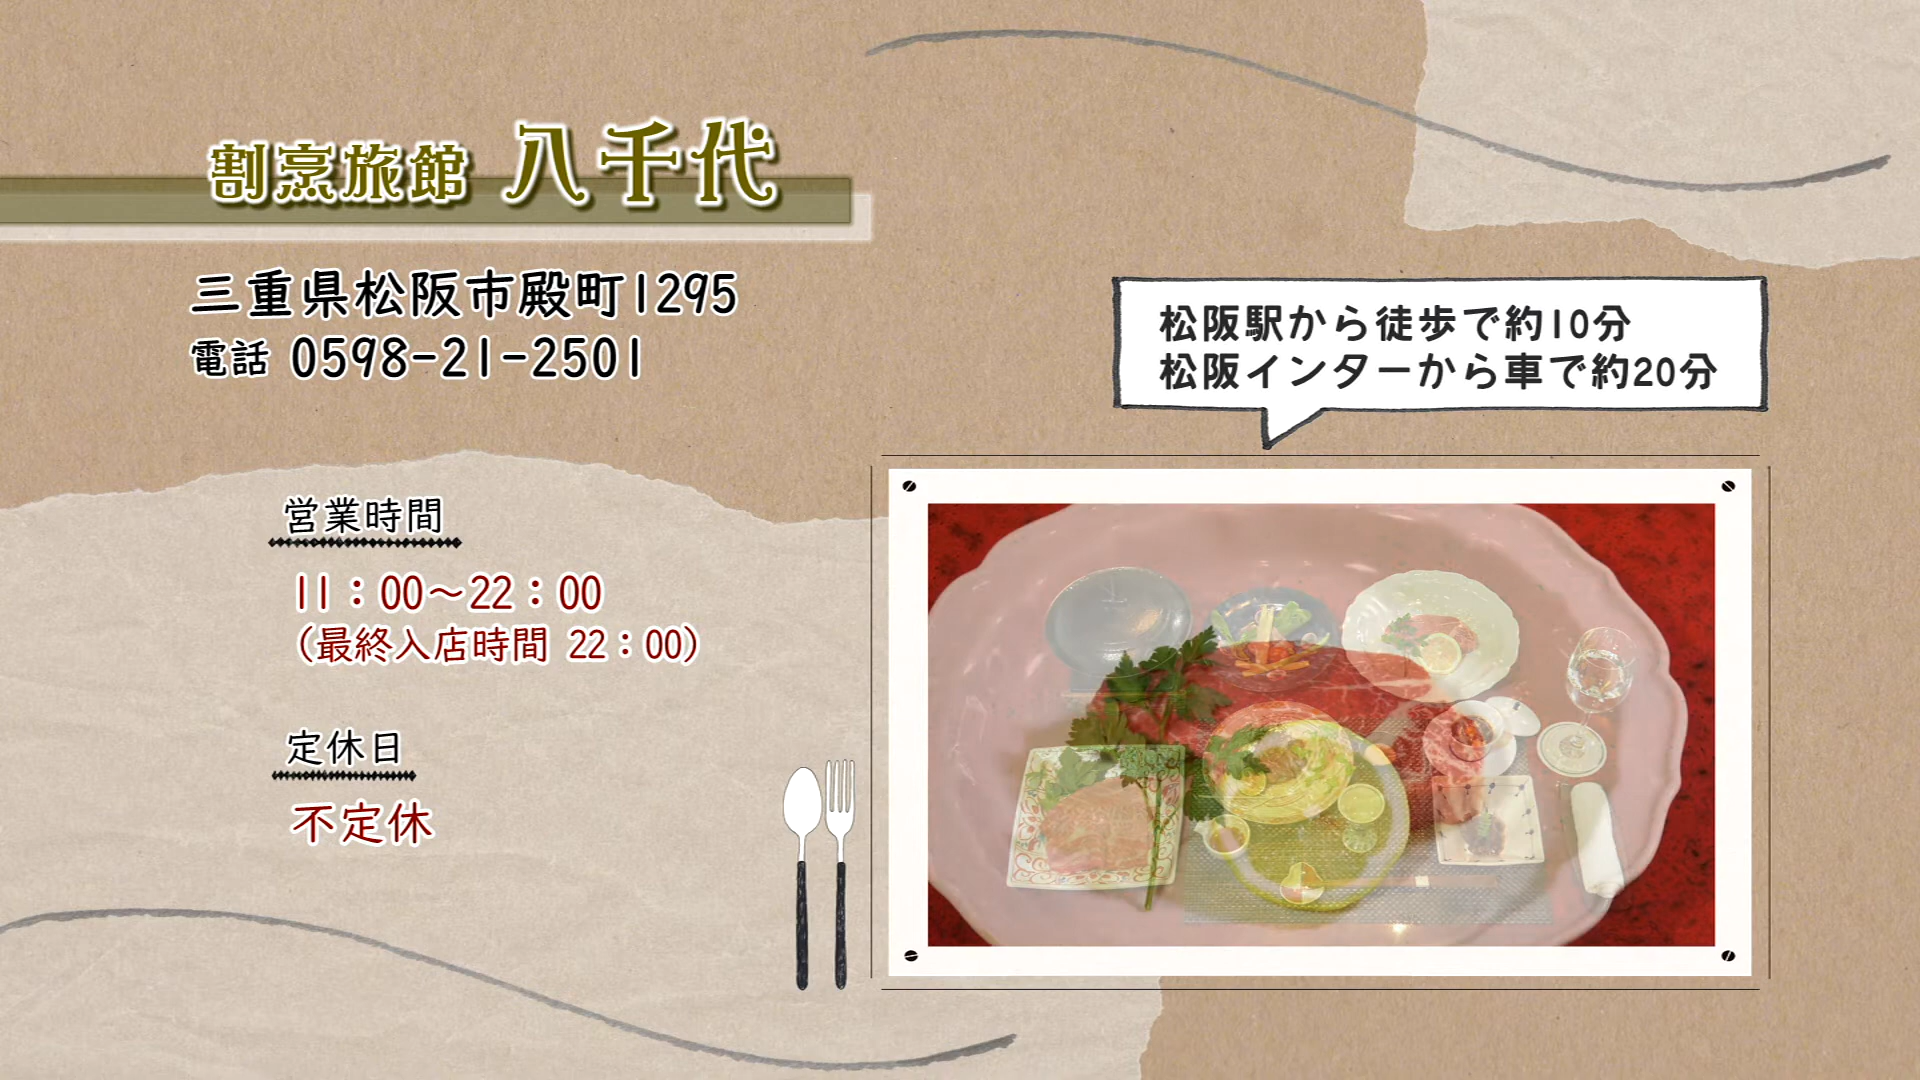 割烹旅館 八千代
三重県松阪市殿町1295
電話 0598-21-2501
松阪駅から徒歩で約10分
松阪インターから車で約20分
営業時間
11：00～22：00
（最終入店時間 22：00）
定休日
不定休